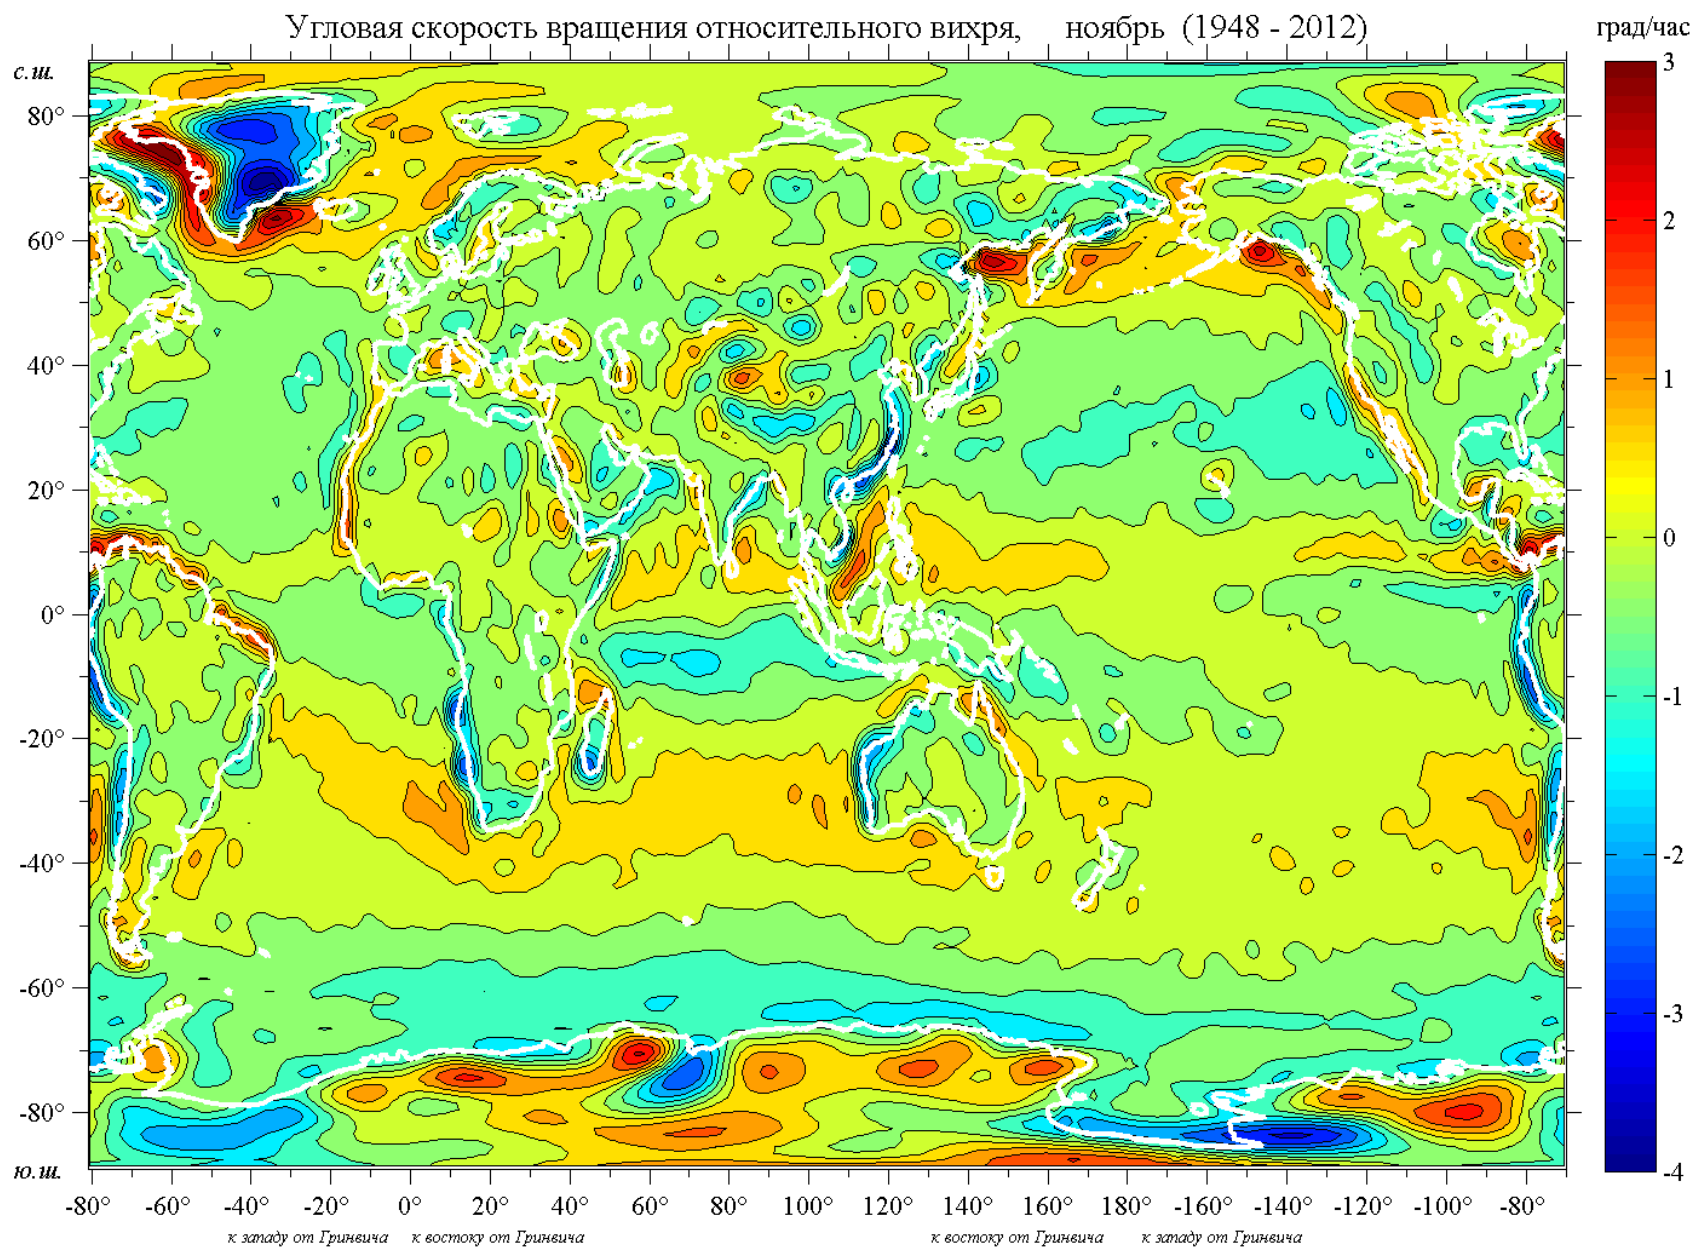 Угловая скорость вращения относительного вихря, ноябрь (1948 - 2012)
град/час
с.ш.
80°
60°
40°
20°
0°
-20°
-40°
-60°
-80°
ю.ш.
3
2
1
0
-1
-2
-3
-4
-80° -60° -40° -20° 0° 20° 40° 60° 80° 100° 120° 140° 160° 180° -160° -140° -120° -100° -80°
к западу от Гринвича к востоку от Гринвича к востоку от Гринвича к западу от Гринвича